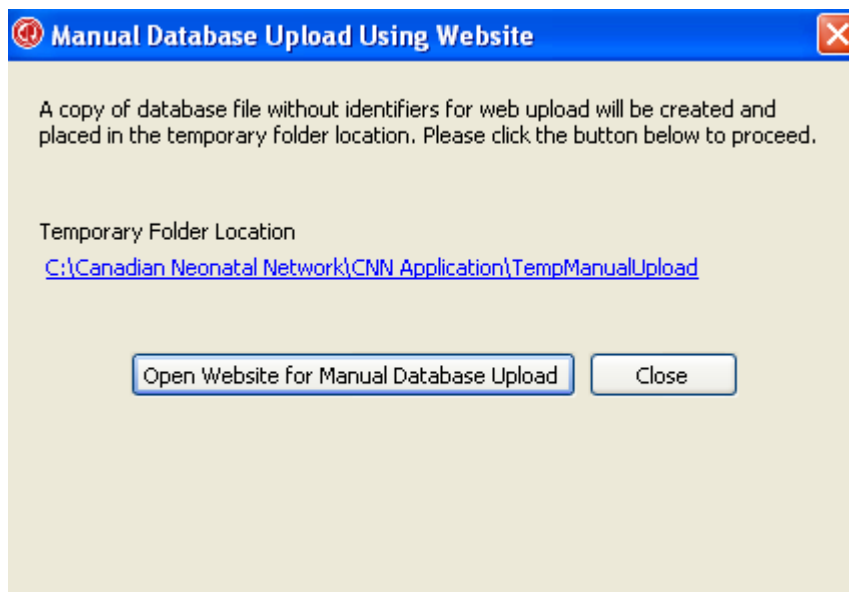 Manual Database Upload Using Website
A copy of database file without identifiers for web upload will be created and
placed in the temporary folder location. Please click the button below to proceed.
Temporary Folder Location
C:\Canadian Neonatal Network\CNN Application\TempManualUpload
Open Website for Manual Database Upload
Close